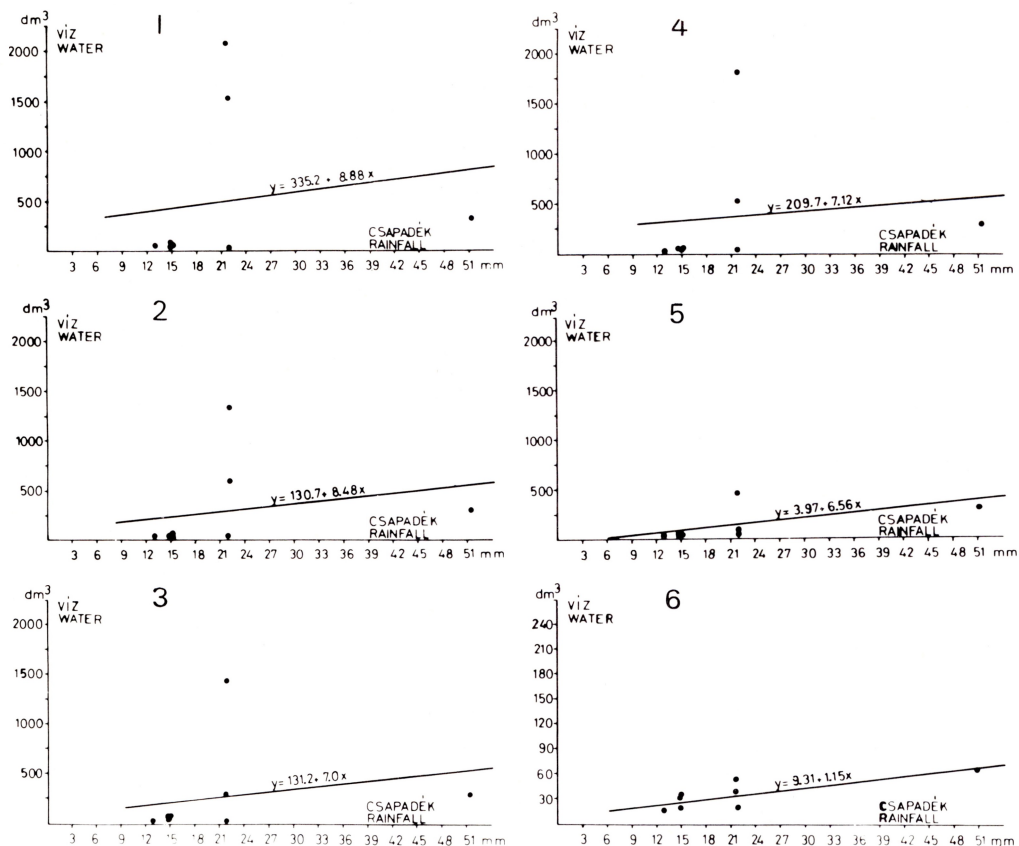 1
dm3
VÍZ
WATER
2000
1500
1000
500
y = 335.2 + 8.88 x
CSAPADÉK
RAINFALL
3 6 9 12 15 18 21 24 27 30 33 36 39 42 45 48 51 mm
2
dm3
VÍZ
WATER
2000
1500
1000
500
y = 130.7 + 8.48 x
CSAPADÉK
RAINFALL
3 6 9 12 15 18 21 24 27 30 33 36 39 42 45 48 51 mm
3
dm3
VÍZ
WATER
2000
1500
1000
500
y = 131.2 + 7.0 x
CSAPADÉK
RAINFALL
3 6 9 12 15 18 21 24 27 30 33 36 39 42 45 48 51 mm
4
dm3
VÍZ
WATER
2000
1500
1000
500
y = 209.7 + 7.12 x
CSAPADÉK
RAINFALL
3 6 9 12 15 18 21 24 27 30 33 36 39 42 45 48 51 mm
5
dm3
VÍZ
WATER
2000
1500
1000
500
y = 3.97 + 6.56 x
CSAPADÉK
RAINFALL
3 6 9 12 15 18 21 24 27 30 33 36 39 42 45 48 51 mm
6
dm3
VÍZ
WATER
240
210
150
120
90
60
30
y = 9.31 + 1.15 x
CSAPADÉK
RAINFALL
3 6 9 12 15 18 21 24 27 30 33 36 39 42 45 48 51 mm